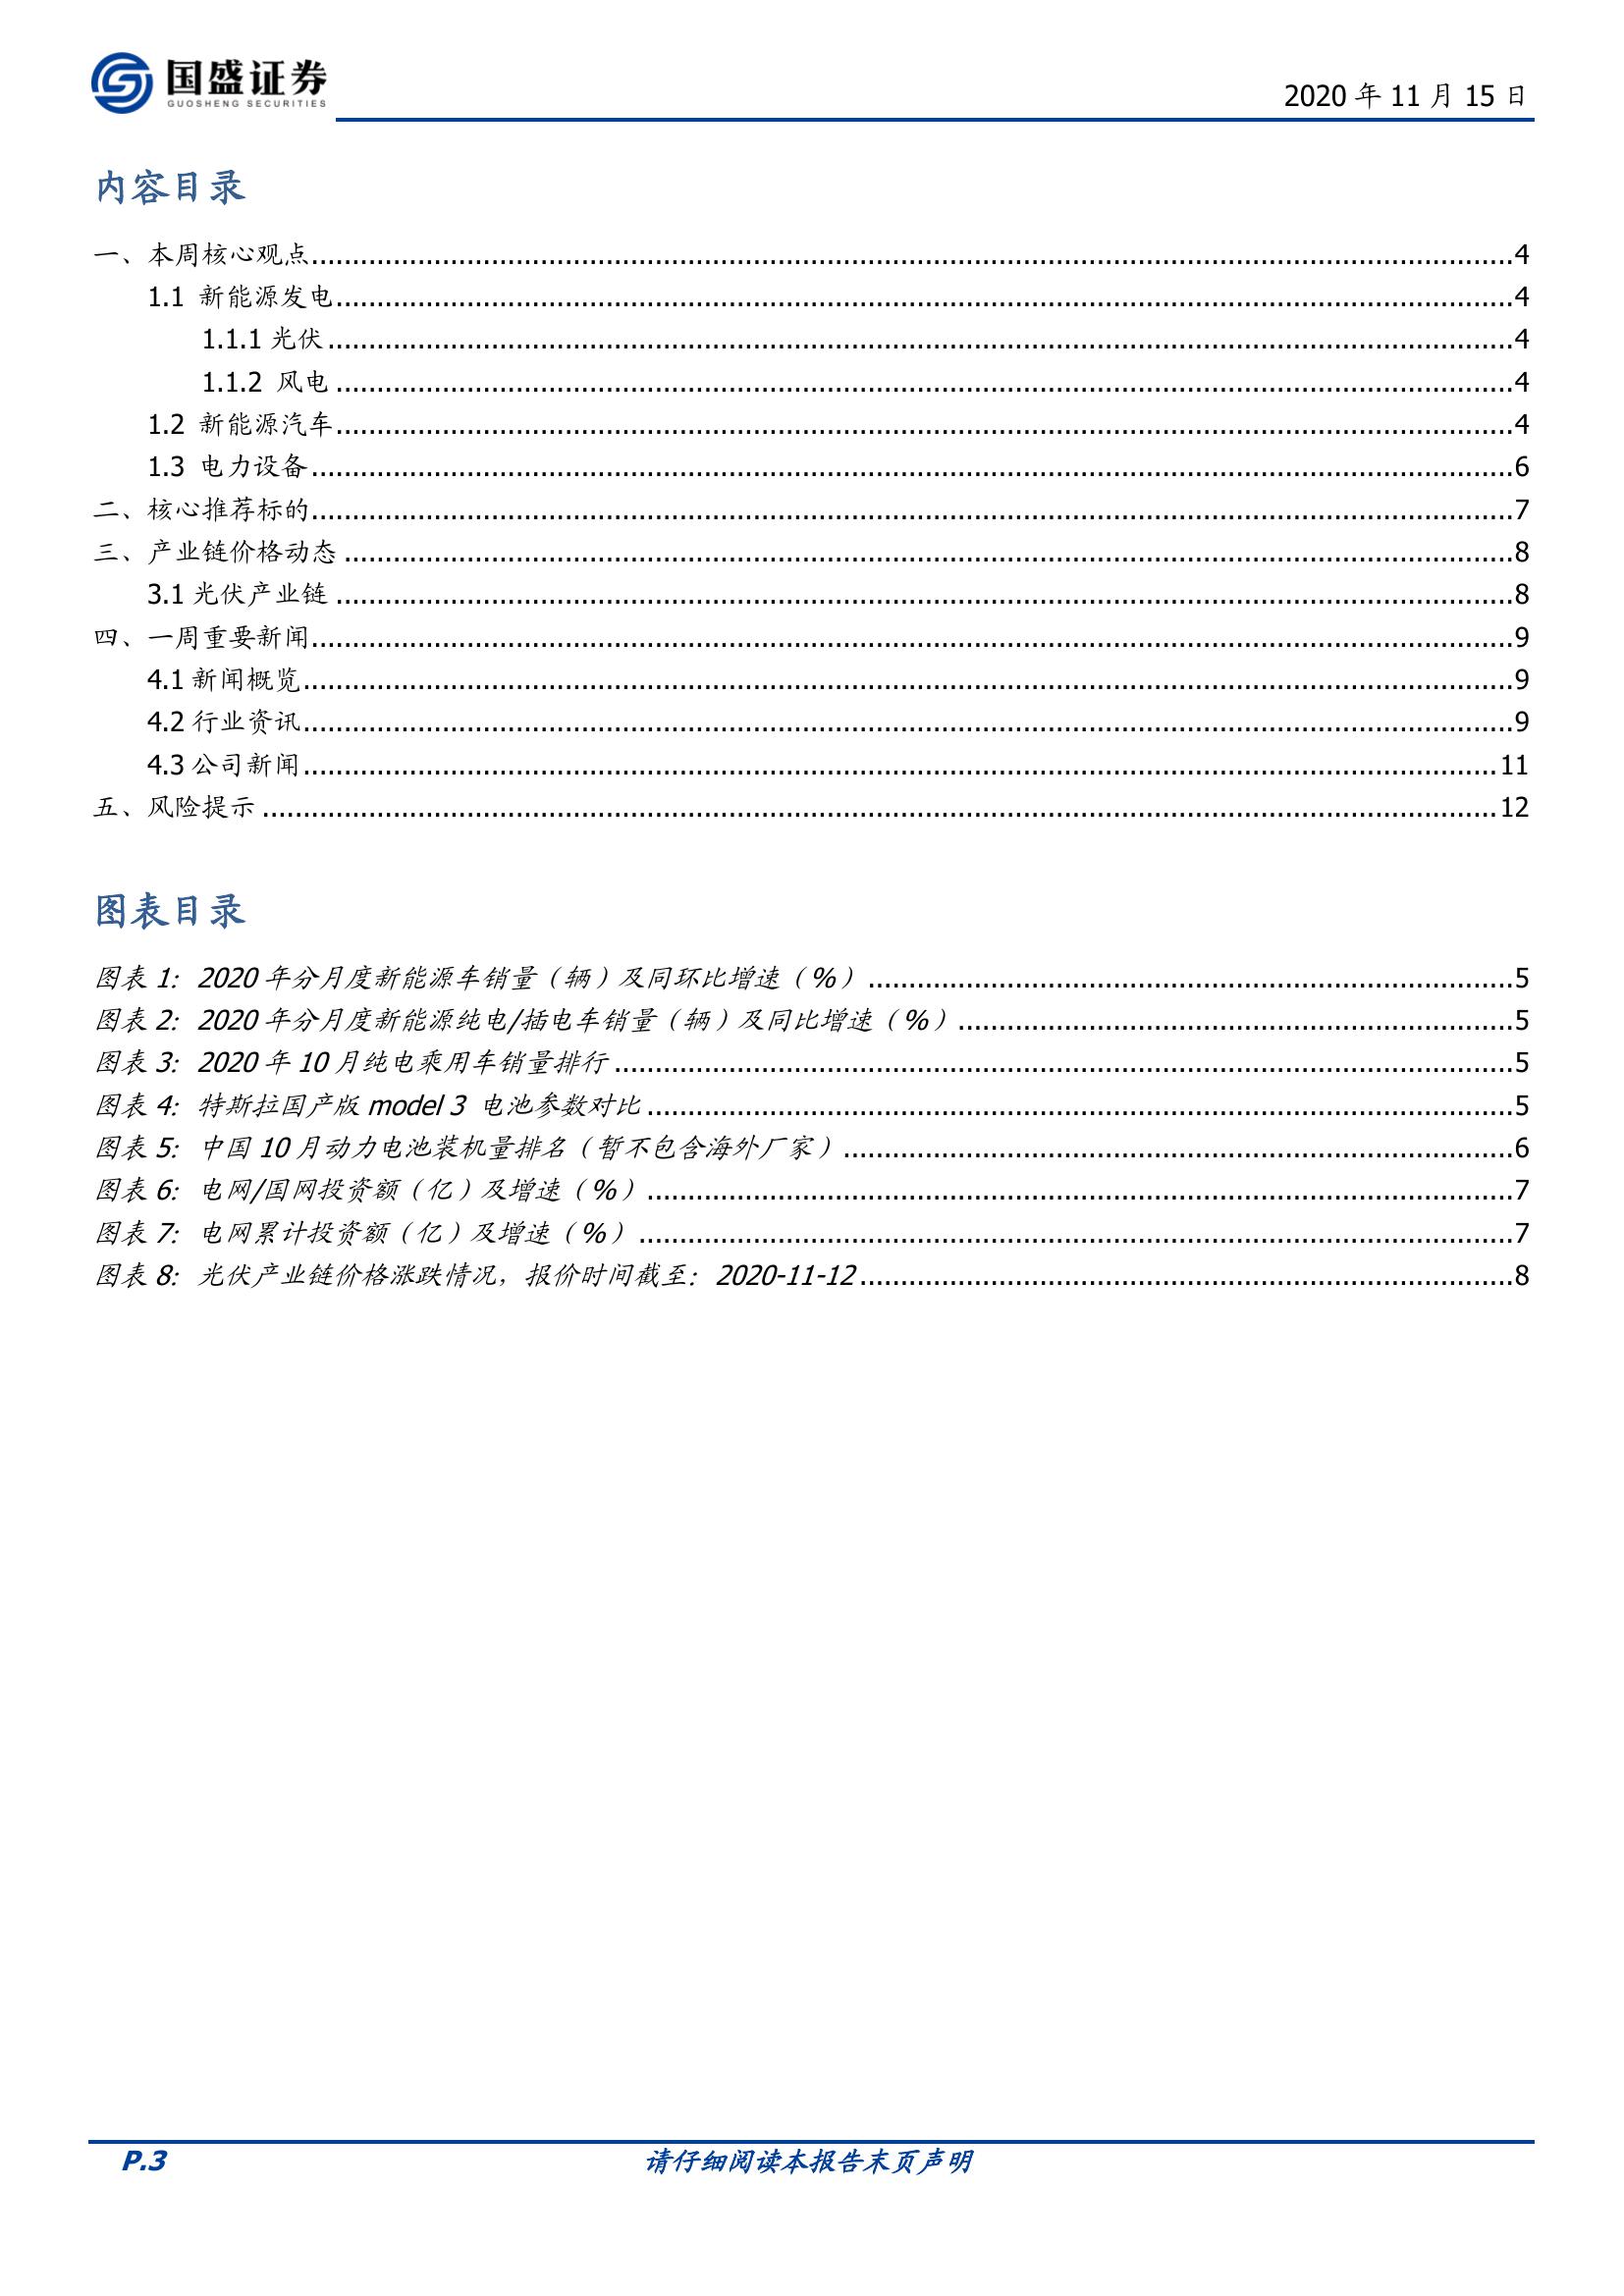 国盛证券
GUOSHENG SECURITIES
2020 年 11 月 15 日
内容目录
一、本周核心观点......4
1.1 新能源发电......4
1.1.1 光伏......4
1.1.2 风电......4
1.2 新能源汽车......4
1.3 电力设备......6
二、核心推荐标的......7
三、产业链价格动态......8
3.1 光伏产业链......8
四、一周重要新闻......9
4.1 新闻概览......9
4.2 行业资讯......9
4.3 公司新闻......11
五、风险提示......12
图表目录
图表 1: 2020 年分月度新能源车销量（辆）及同环比增速（%）......5
图表 2: 2020 年分月度新能源纯电/插电车销量（辆）及同比增速（%）......5
图表 3: 2020 年 10 月纯电乘用车销量排行......5
图表 4: 特斯拉国产版 model 3 电池参数对比......5
图表 5: 中国 10 月动力电池装机量排名（暂不包含海外厂家）......6
图表 6: 电网/国网投资额（亿）及增速（%）......7
图表 7: 电网累计投资额（亿）及增速（%）......7
图表 8: 光伏产业链价格涨跌情况，报价时间截至：2020-11-12......8
P.3 请仔细阅读本报告末页声明